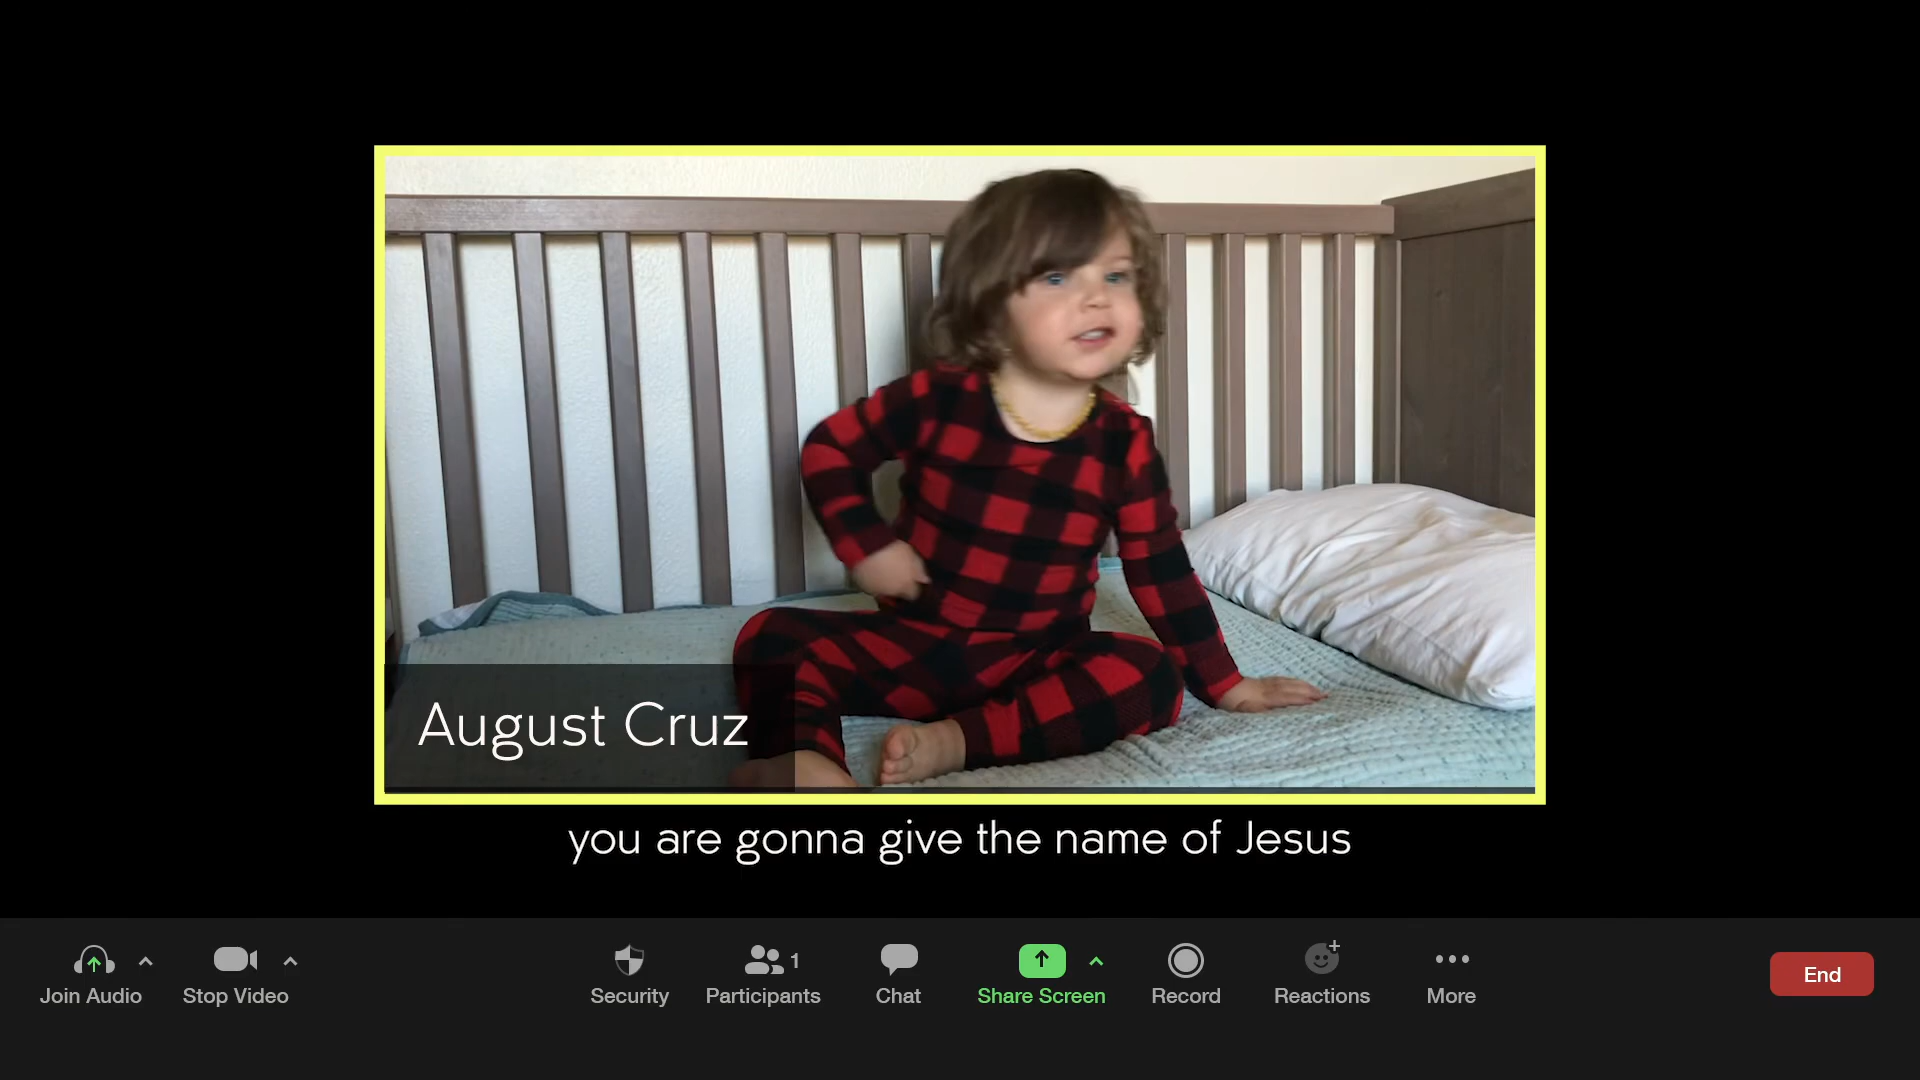 August Cruz
you are gonna give the name of Jesus
Join Audio
Stop Video
Security
1
Participants
Chat
Share Screen
Record
Reactions
More
End